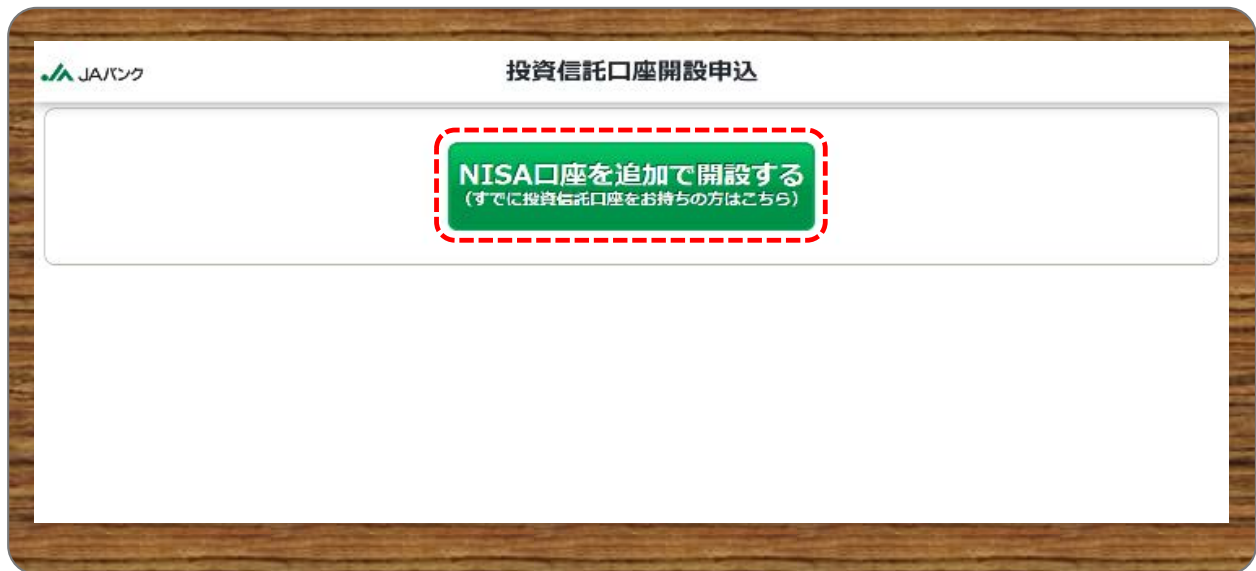 JAバンク
投資信託口座開設申込
NISA口座を追加で開設する
(すでに投資信託口座をお持ちの方はこちら)